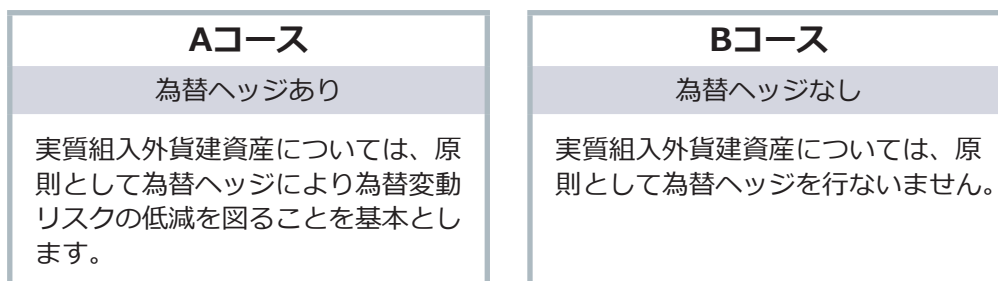 Aコース
為替ヘッジあり
実質組入外貨建資産については、原
則として為替ヘッジにより為替変動
リスクの低減を図ることを基本とし
ます。
Bコース
為替ヘッジなし
実質組入外貨建資産については、原
則として為替ヘッジを行ないません。